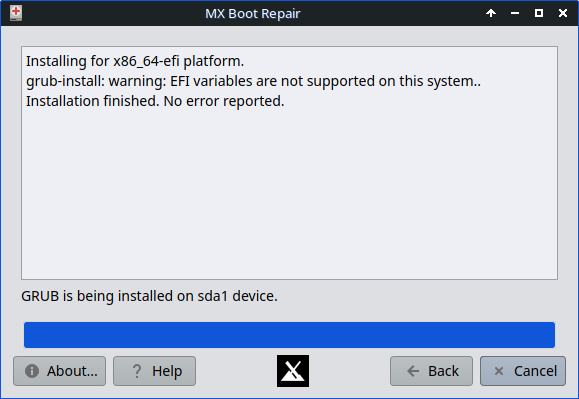 MX Boot Repair
Installing for x86_64-efi platform.
grub-install: warning: EFI variables are not supported on this system..
Installation finished. No error reported.
GRUB is being installed on sda1 device.
About... Help Back Cancel